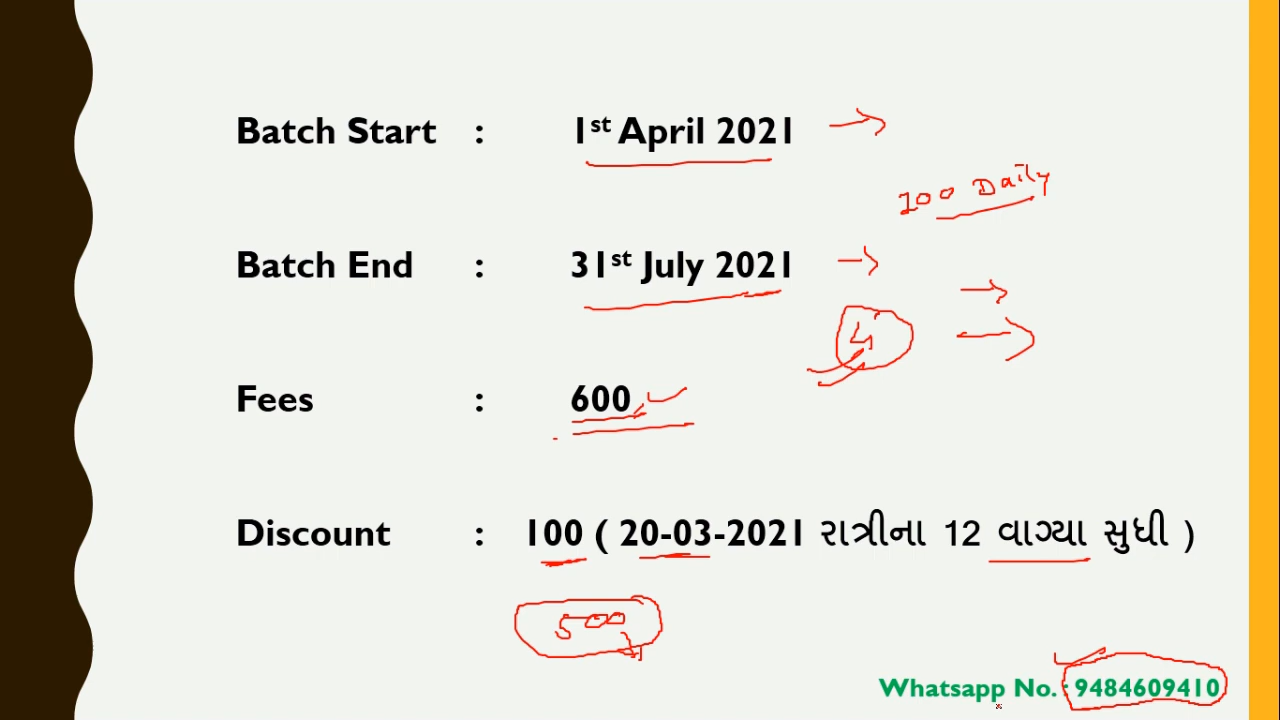 Batch Start : 1st April 2021
100 Daily
Batch End : 31st July 2021
Fees : 600
Discount : 100 ( 20-03-2021 રાત્રીના 12 વાગ્યા સુધી )
500
Whatsapp No. : 9484609410